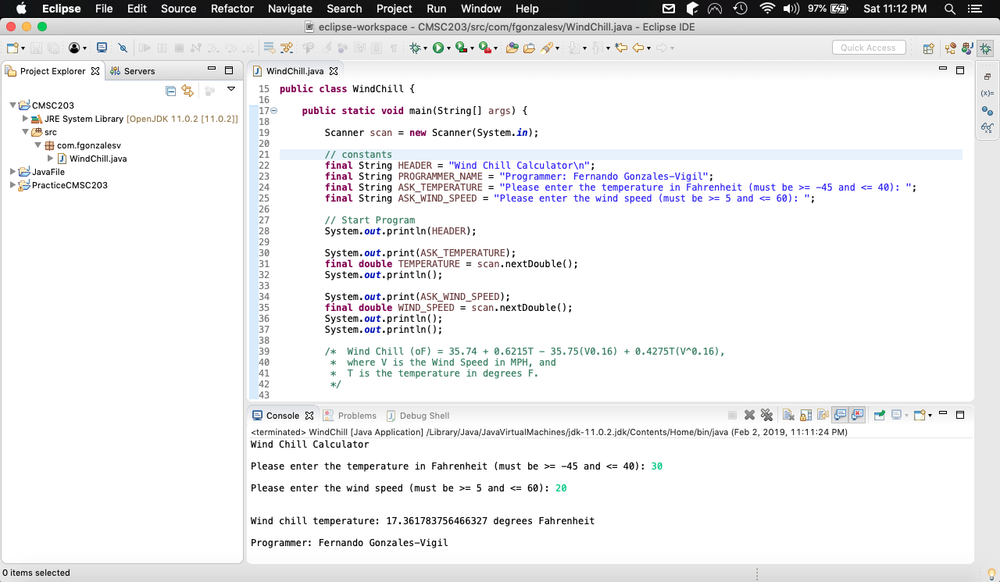 Eclipse File Edit Source Refactor Navigate Search Project Run Window Help 97% Sat 11:12 PM
eclipse-workspace - CMSC203/src/com/fgonzalesv/WindChill.java - Eclipse IDE
Quick Access
Project Explorer Servers
CMSC203
JRE System Library [OpenJDK 11.0.2 [11.0.2]]
src
com.fgonzalesv
WindChill.java
JavaFile
PracticeCMSC203
WindChill.java
15 public class WindChill {
16
17 public static void main(String[] args) {
18
19 Scanner scan = new Scanner(System.in);
20
21 // constants
22 final String HEADER = "Wind Chill Calculator\n";
23 final String PROGRAMMER_NAME = "Programmer: Fernando Gonzales-Vigil";
24 final String ASK_TEMPERATURE = "Please enter the temperature in Fahrenheit (must be >= -45 and <= 40): ";
25 final String ASK_WIND_SPEED = "Please enter the wind speed (must be >= 5 and <= 60): ";
26
27 // Start Program
28 System.out.println(HEADER);
29
30 System.out.print(ASK_TEMPERATURE);
31 final double TEMPERATURE = scan.nextDouble();
32 System.out.println();
33
34 System.out.print(ASK_WIND_SPEED);
35 final double WIND_SPEED = scan.nextDouble();
36 System.out.println();
37 System.out.println();
38
39 /* Wind Chill (oF) = 35.74 + 0.6215T - 35.75(V0.16) + 0.4275T(V^0.16),
40 * where V is the Wind Speed in MPH, and
41 * T is the temperature in degrees F.
42 */
43
Console Problems Debug Shell
<terminated> WindChill [Java Application] /Library/Java/JavaVirtualMachines/jdk-11.0.2.jdk/Contents/Home/bin/java (Feb 2, 2019, 11:11:24 PM)
Wind Chill Calculator
Please enter the temperature in Fahrenheit (must be >= -45 and <= 40): 30
Please enter the wind speed (must be >= 5 and <= 60): 20
Wind chill temperature: 17.361783756466327 degrees Fahrenheit
Programmer: Fernando Gonzales-Vigil
0 items selected